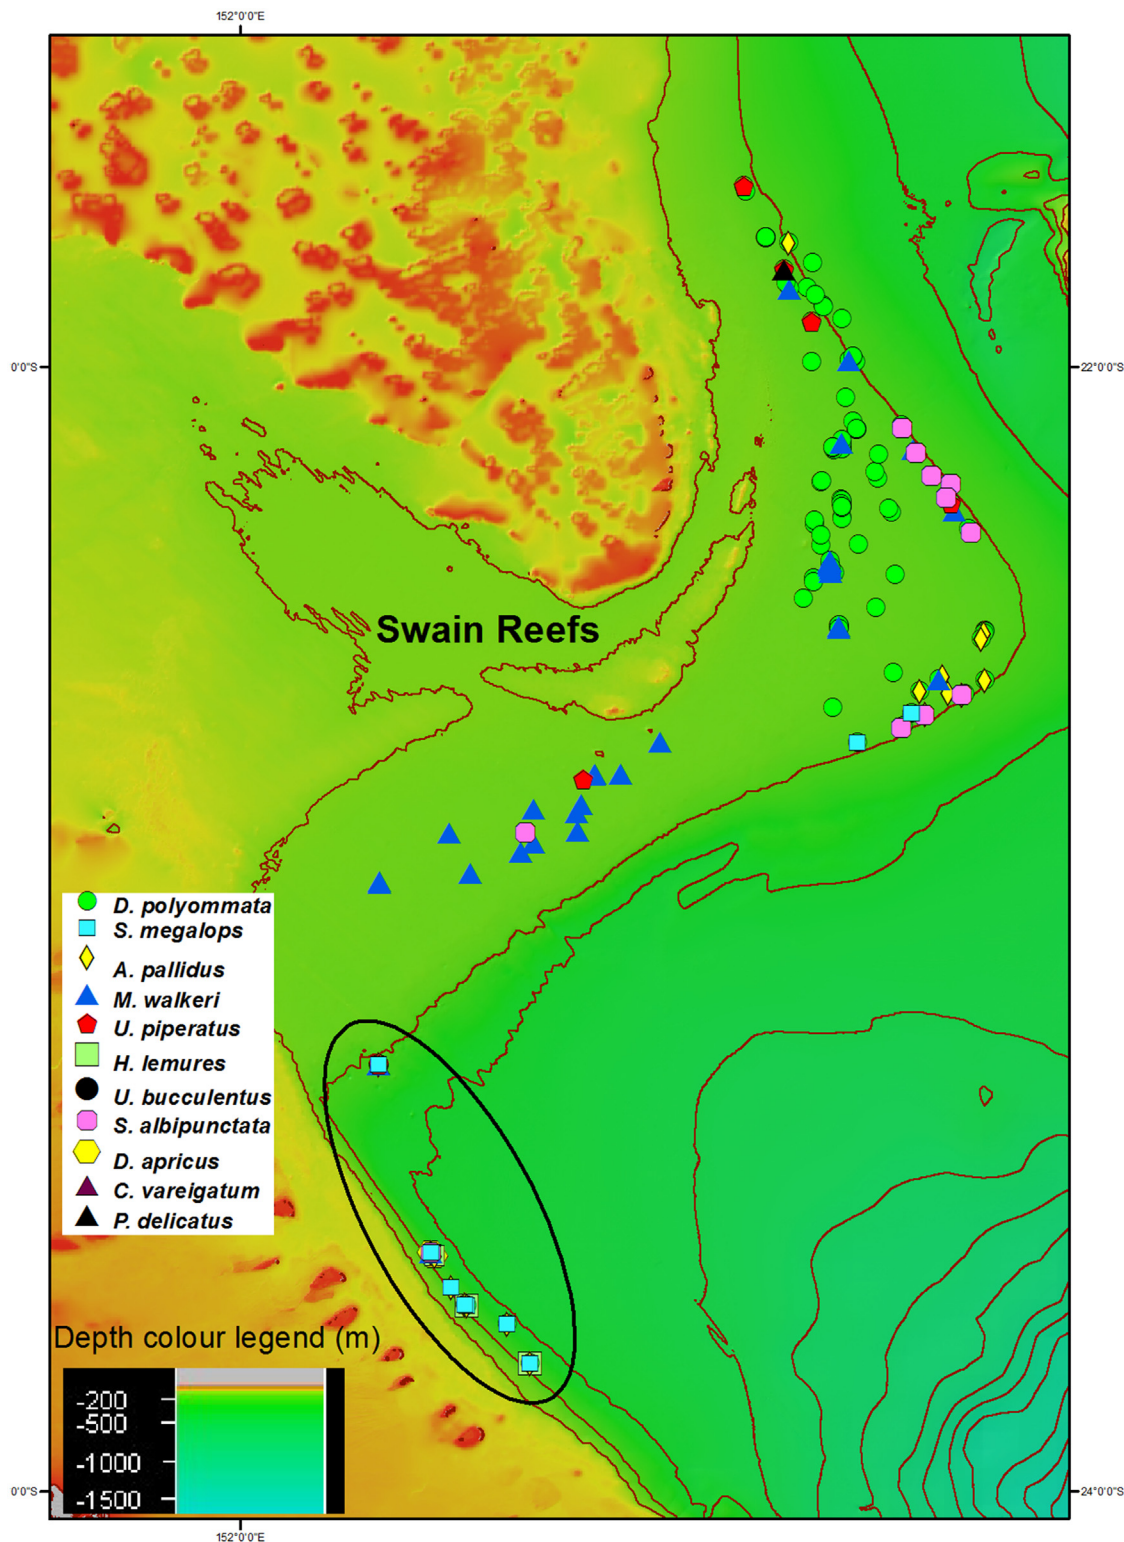 152°0'0"E
0'0"S
22°0'0"S
Swain Reefs
D. polyommata
S. megalops
A. pallidus
M. walkeri
U. piperatus
H. lemures
U. bucculentus
S. albipunctata
D. apricus
C. vareigatum
P. delicatus
Depth colour legend (m)
-200
-500
-1000
-1500
0'0"S
24°0'0"S
152°0'0"E